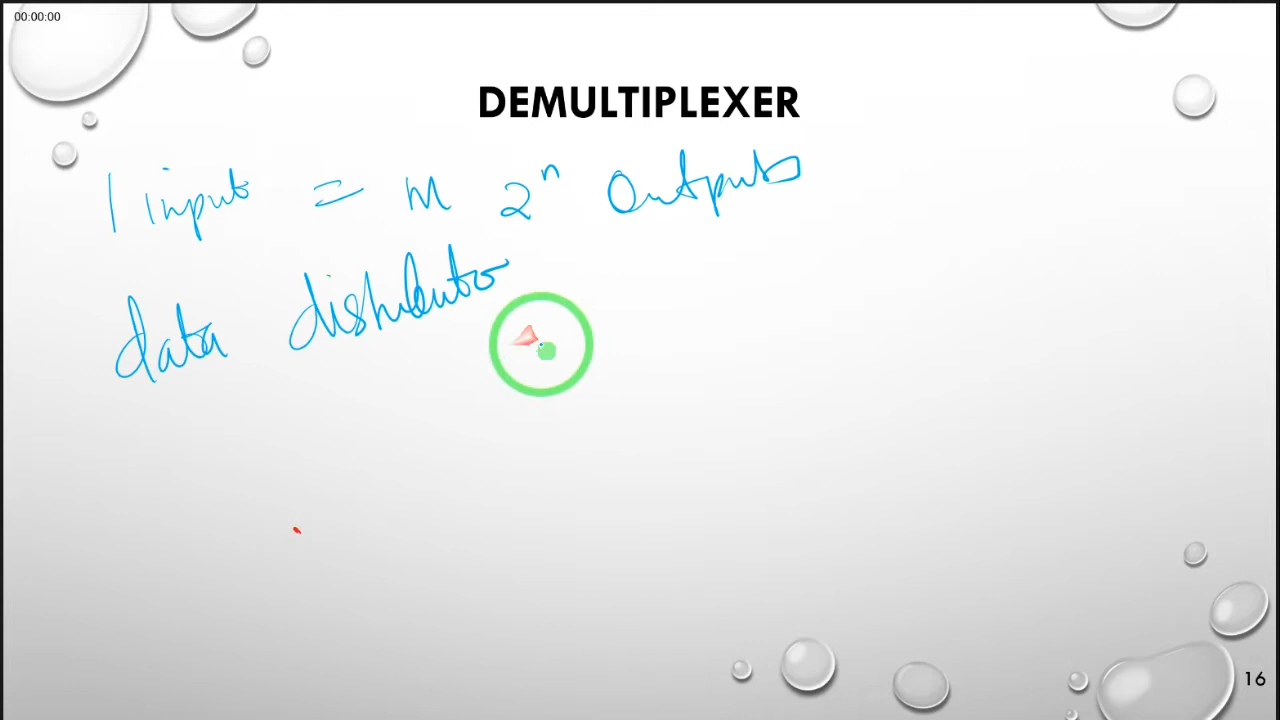 00:00:00
DEMULTIPLEXER
1 input = M 2^n Outputs
data distributor
16